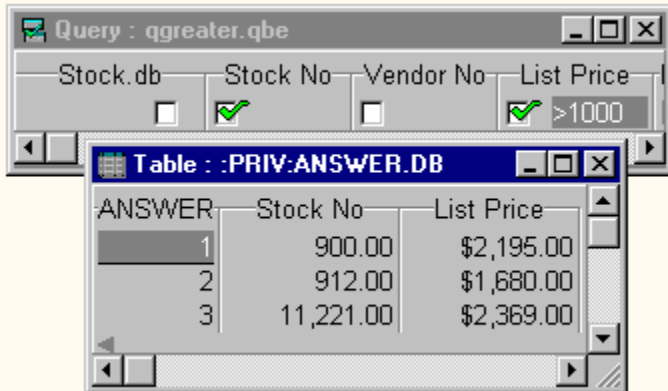 Query : qgreater.qbe
Stock.db Stock No Vendor No List Price
>1000
Table : :PRIV:ANSWER.DB
ANSWER Stock No List Price
1 900.00 $2,195.00
2 912.00 $1,680.00
3 11,221.00 $2,369.00